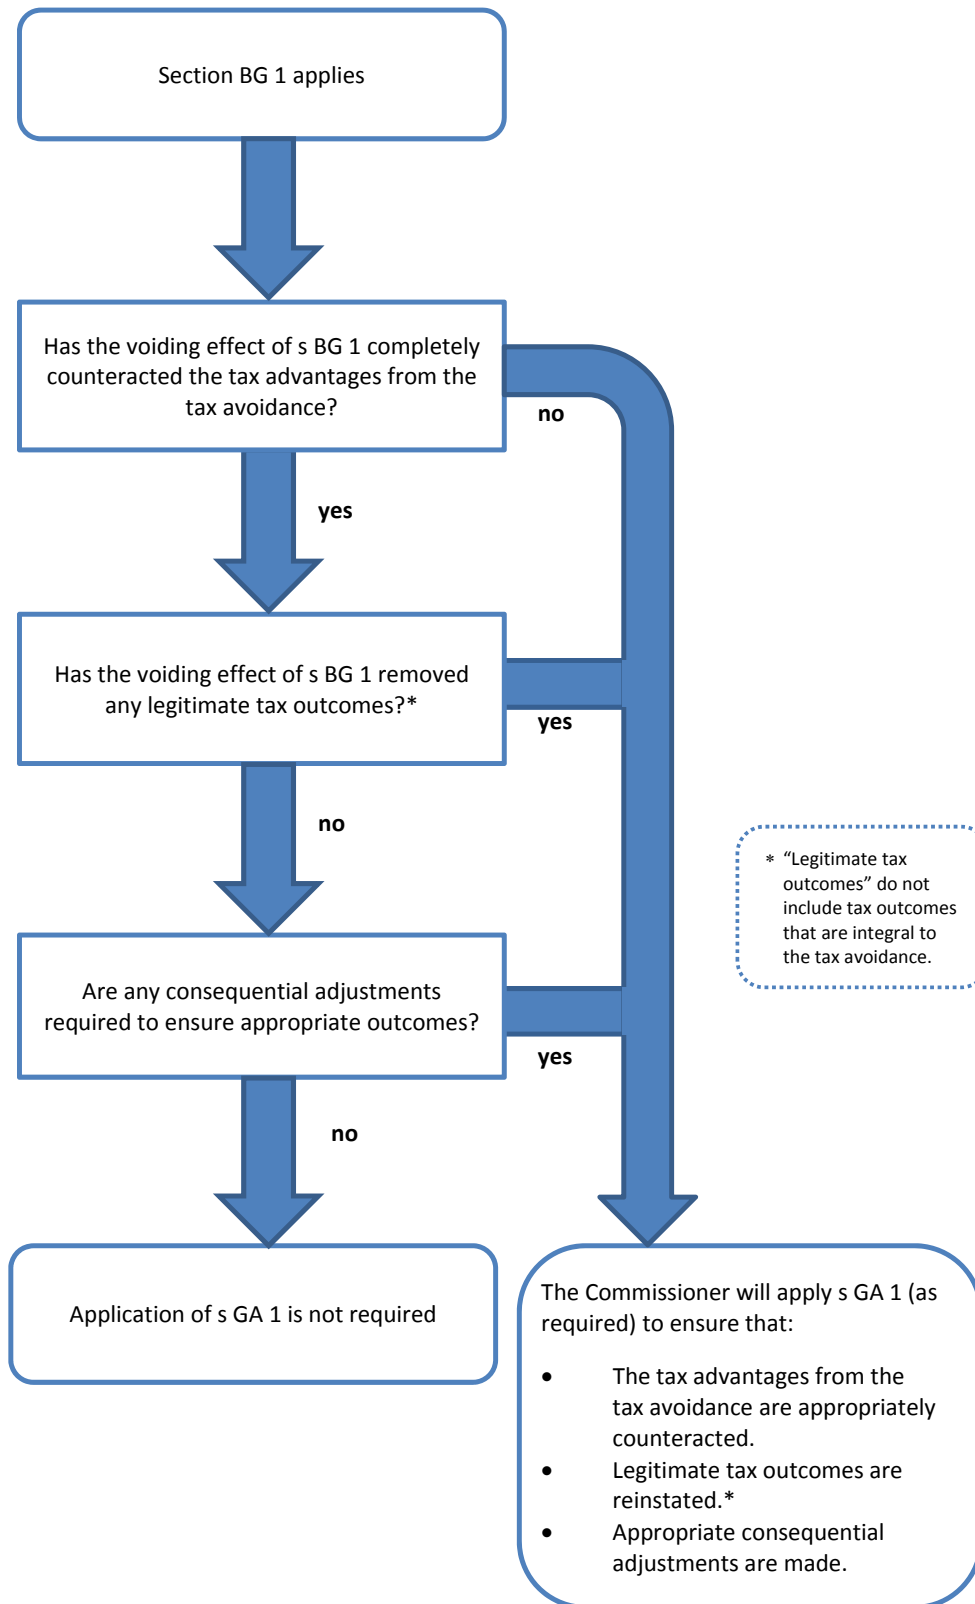 Section BG 1 applies
Has the voiding effect of s BG 1 completely
counteracted the tax advantages from the
tax avoidance?
no
yes
Has the voiding effect of s BG 1 removed
any legitimate tax outcomes?*
yes
no
* “Legitimate tax
outcomes” do not
include tax outcomes
that are integral to
the tax avoidance.
Are any consequential adjustments
required to ensure appropriate outcomes?
yes
no
Application of s GA 1 is not required
The Commissioner will apply s GA 1 (as
required) to ensure that:
• The tax advantages from the
tax avoidance are appropriately
counteracted.
• Legitimate tax outcomes are
reinstated.*
• Appropriate consequential
adjustments are made.